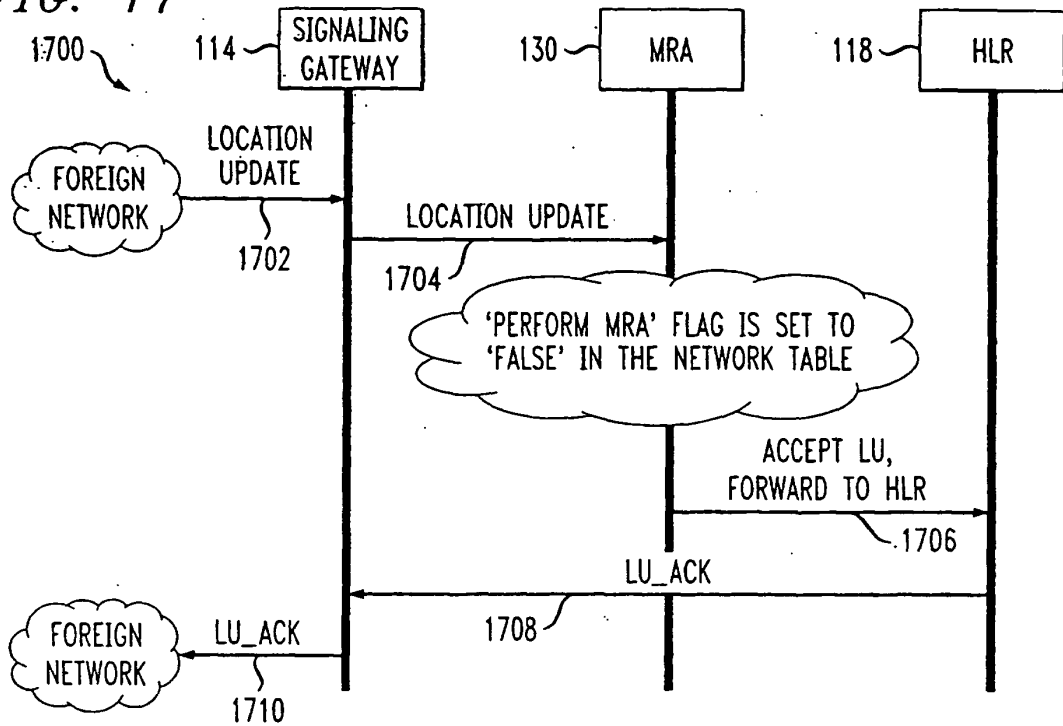 FIG. 17
1700
114
SIGNALING
GATEWAY
130
MRA
118
HLR
FOREIGN
NETWORK
LOCATION
UPDATE
1702
LOCATION UPDATE
1704
'PERFORM MRA' FLAG IS SET TO
'FALSE' IN THE NETWORK TABLE
ACCEPT LU,
FORWARD TO HLR
1706
LU_ACK
1708
FOREIGN
NETWORK
LU_ACK
1710